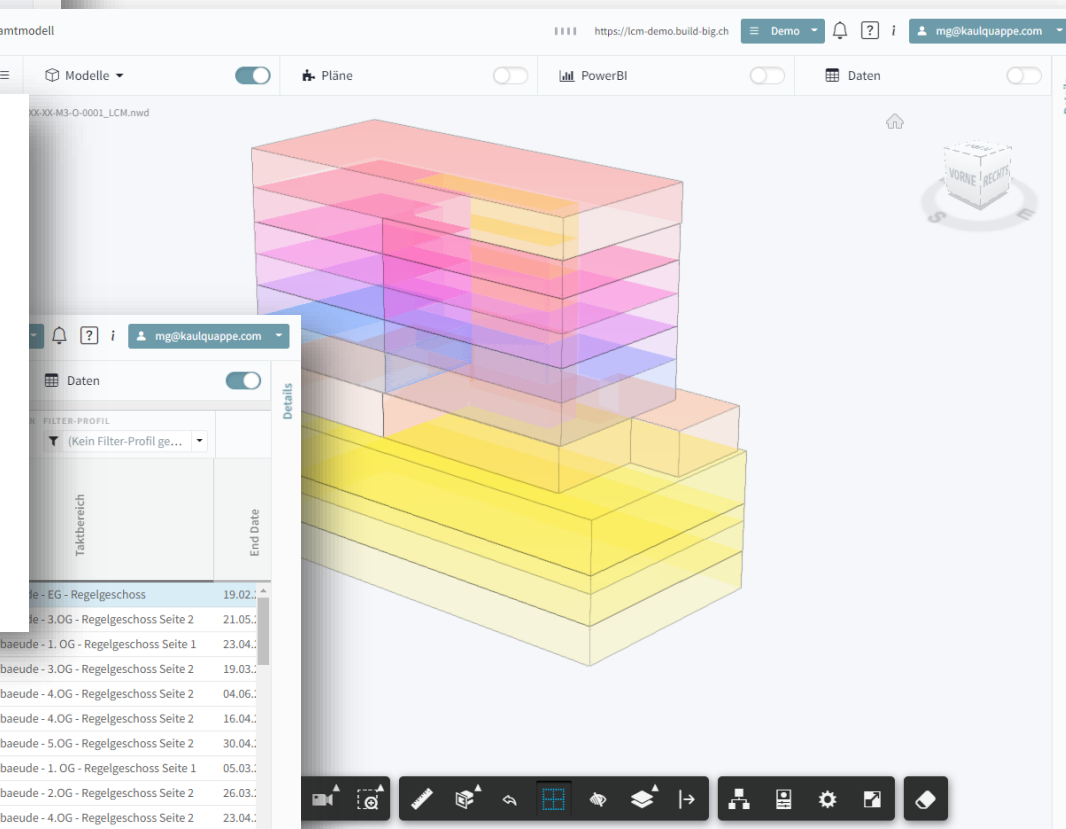 amtmodell
https://lcm-demo.build-big.ch
Demo
?
i
mg@kaulquappe.com
Modelle
Pläne
PowerBI
Daten
XX-XX-M3-O-0001_LCM.nwd
VORNE
RECHTS
S
E
?
i
mg@kaulquappe.com
Daten
Details
FILTER-PROFIL
(Kein Filter-Profil ge...
Taktbereich
End Date
de - EG - Regelgeschoss 19.02.
baeude - 3.OG - Regelgeschoss Seite 2 21.05.
baeude - 1. OG - Regelgeschoss Seite 1 23.04.
baeude - 3.OG - Regelgeschoss Seite 2 19.03.
baeude - 4.OG - Regelgeschoss Seite 2 04.06.
baeude - 4.OG - Regelgeschoss Seite 2 16.04.
baeude - 5.OG - Regelgeschoss Seite 2 30.04.
baeude - 1. OG - Regelgeschoss Seite 1 05.03.
baeude - 2.OG - Regelgeschoss Seite 2 26.03.
baeude - 4.OG - Regelgeschoss Seite 2 23.04.